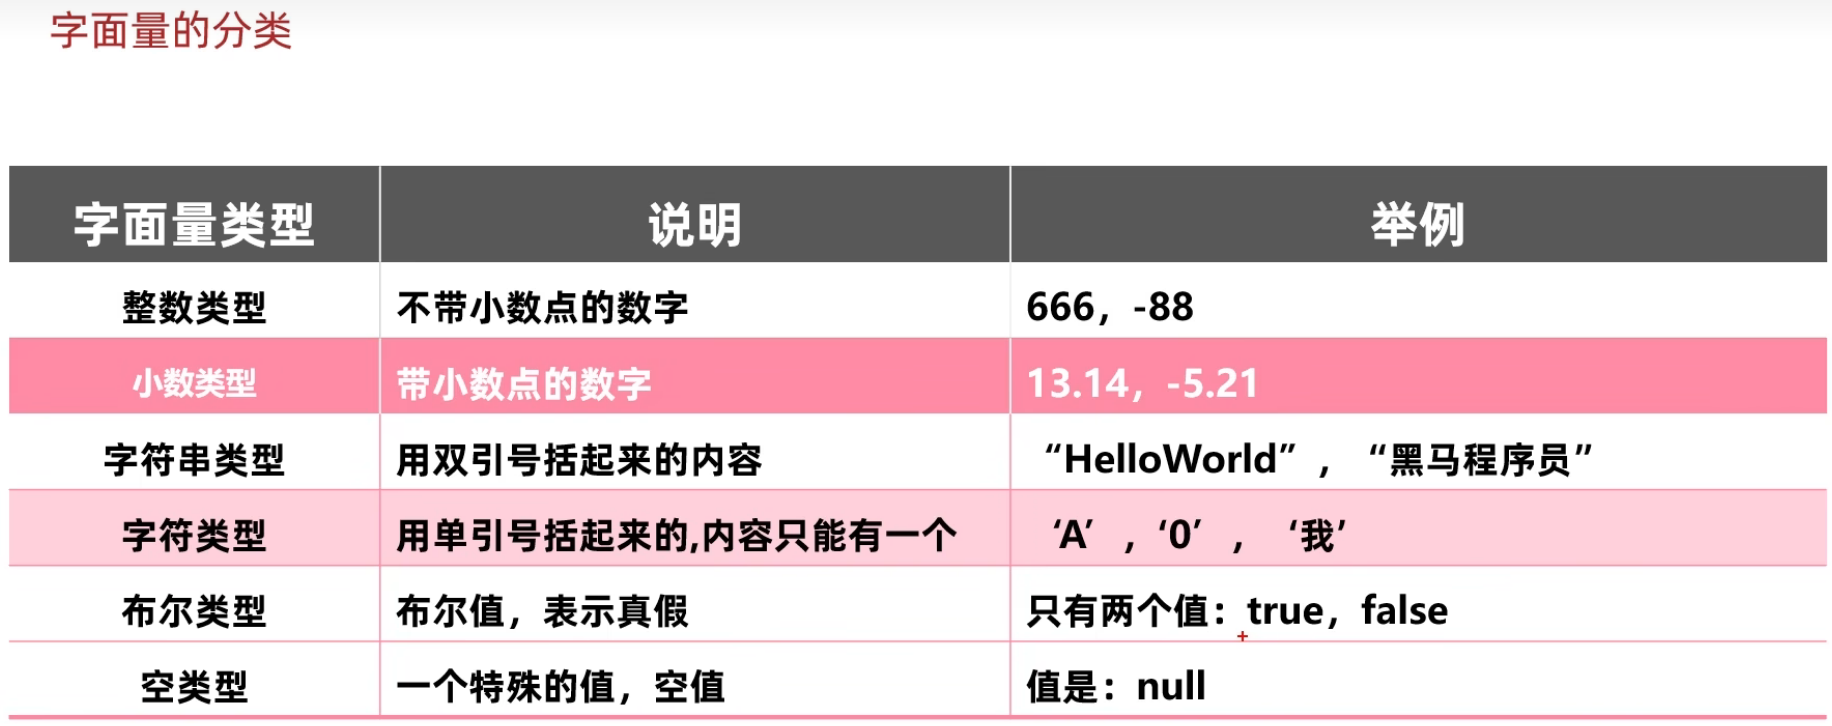 字面量的分类
字面量类型 说明 举例
整数类型 不带小数点的数字 666，-88
小数类型 带小数点的数字 13.14，-5.21
字符串类型 用双引号括起来的内容 “HelloWorld”，“黑马程序员”
字符类型 用单引号括起来的,内容只能有一个 ‘A’，‘0’，‘我’
布尔类型 布尔值，表示真假 只有两个值：true，false
空类型 一个特殊的值，空值 值是：null